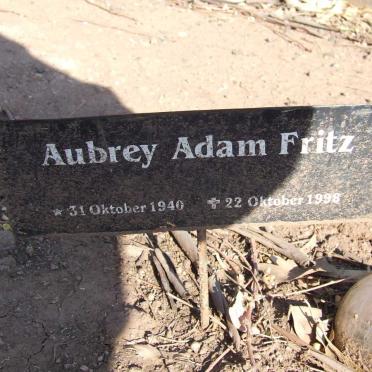 Aubrey Adam Fritz
* 31 Oktober 1940 ✝ 22 Oktober 1998